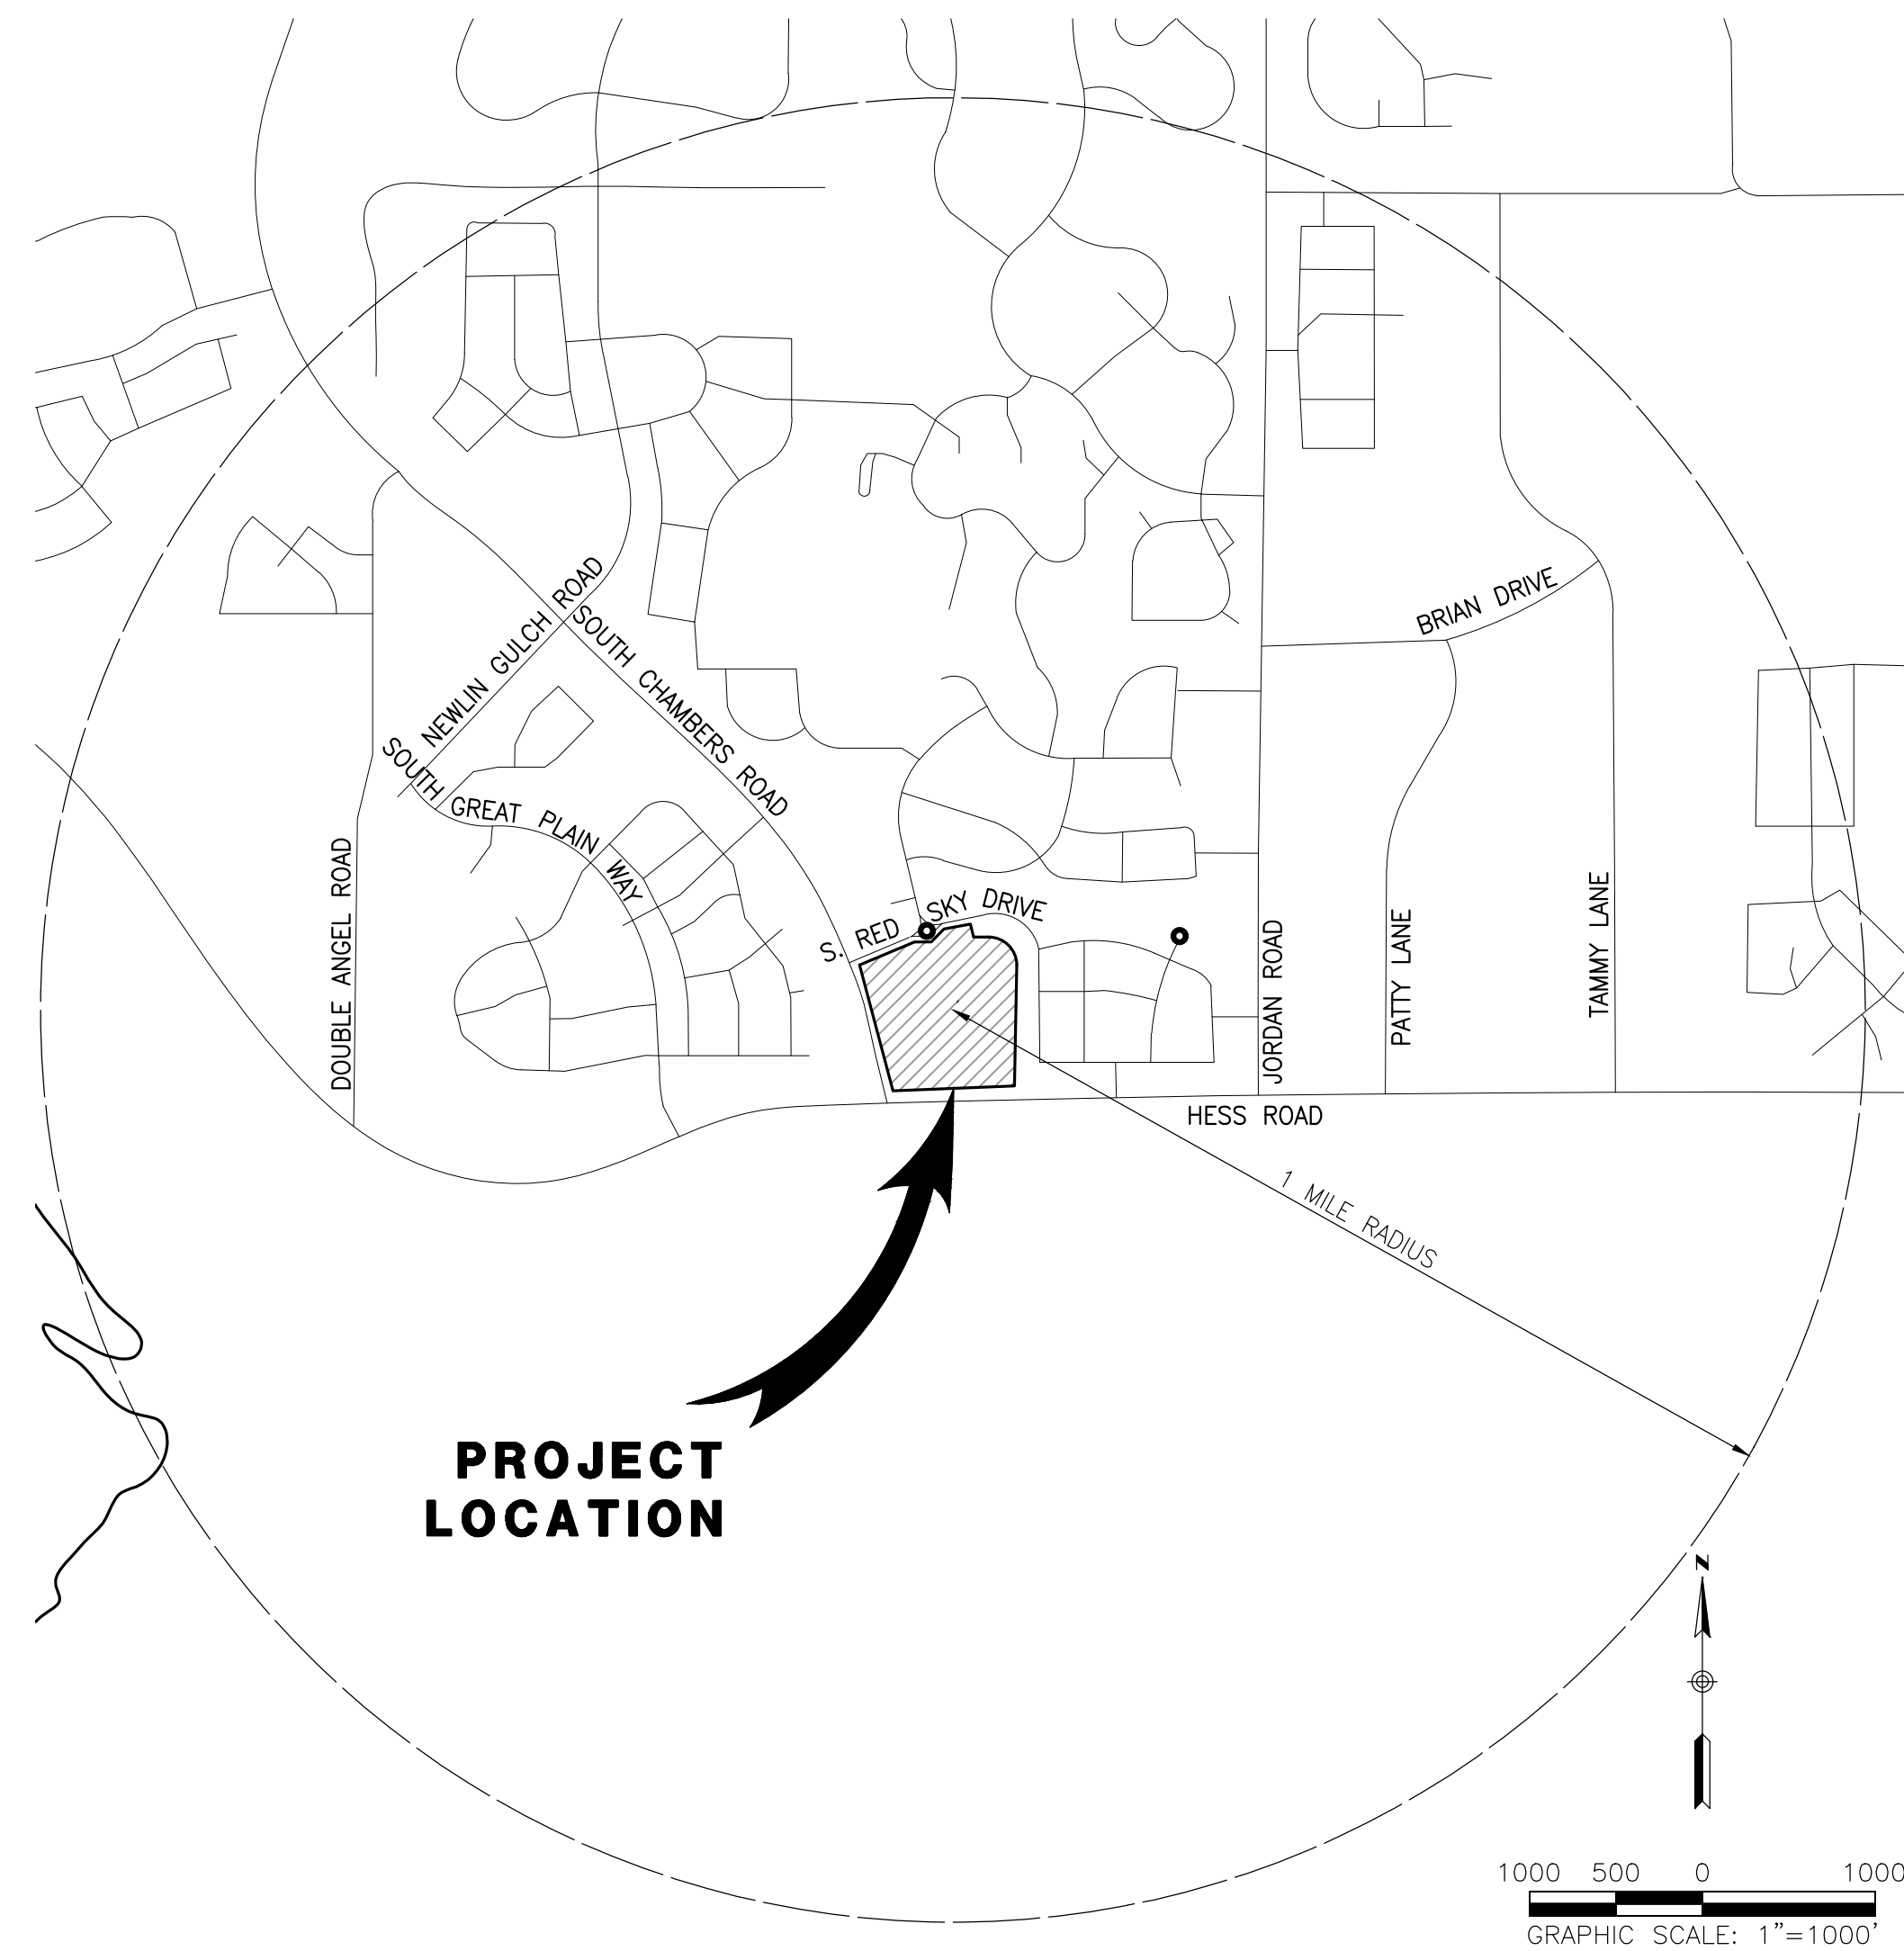 NEWLIN GULCH ROAD
SOUTH CHAMBERS ROAD
BRIAN DRIVE
SOUTH GREAT PLAIN WAY
DOUBLE ANGEL ROAD
S. RED SKY DRIVE
JORDAN ROAD
PATTY LANE
TAMMY LANE
HESS ROAD
1 MILE RADIUS
PROJECT
LOCATION
N
1000 500 0 1000
GRAPHIC SCALE: 1"=1000'